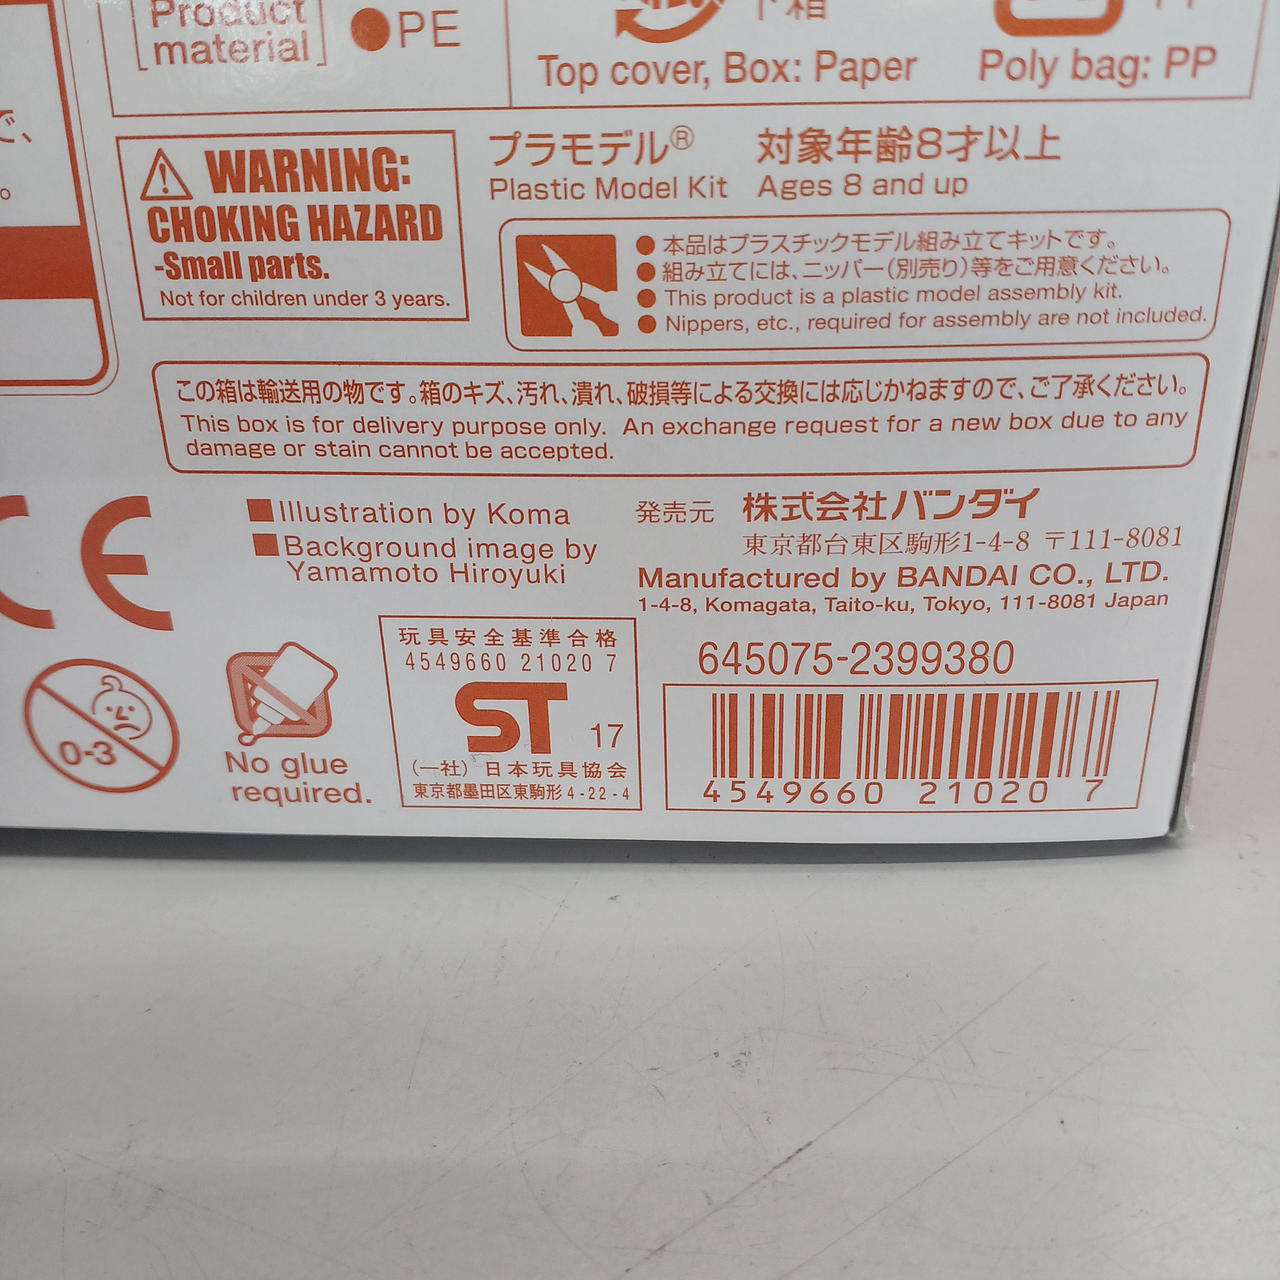 Product
material
PE
Top cover, Box: Paper
Poly bag: PP
で、
。
WARNING:
CHOKING HAZARD
-Small parts.
Not for children under 3 years.
プラモデル® 対象年齢8才以上
Plastic Model Kit Ages 8 and up
●本品はプラスチックモデル組み立てキットです。
●組み立てには、ニッパー(別売り)等をご用意ください。
●This product is a plastic model assembly kit.
●Nippers, etc., required for assembly are not included.
この箱は輸送用の物です。箱のキズ、汚れ、潰れ、破損等による交換には応じかねますので、ご了承ください。
This box is for delivery purpose only. An exchange request for a new box due to any
damage or stain cannot be accepted.
CE
■Illustration by Koma
■Background image by
Yamamoto Hiroyuki
発売元 株式会社バンダイ
東京都台東区駒形1-4-8 〒111-8081
Manufactured by BANDAI CO., LTD.
1-4-8, Komagata, Taito-ku, Tokyo, 111-8081 Japan
0-3
No glue
required.
玩具安全基準合格
4549660 21020 7
ST 17
(一社) 日本玩具協会
東京都墨田区東駒形4-22-4
645075-2399380
4549660 21020 7